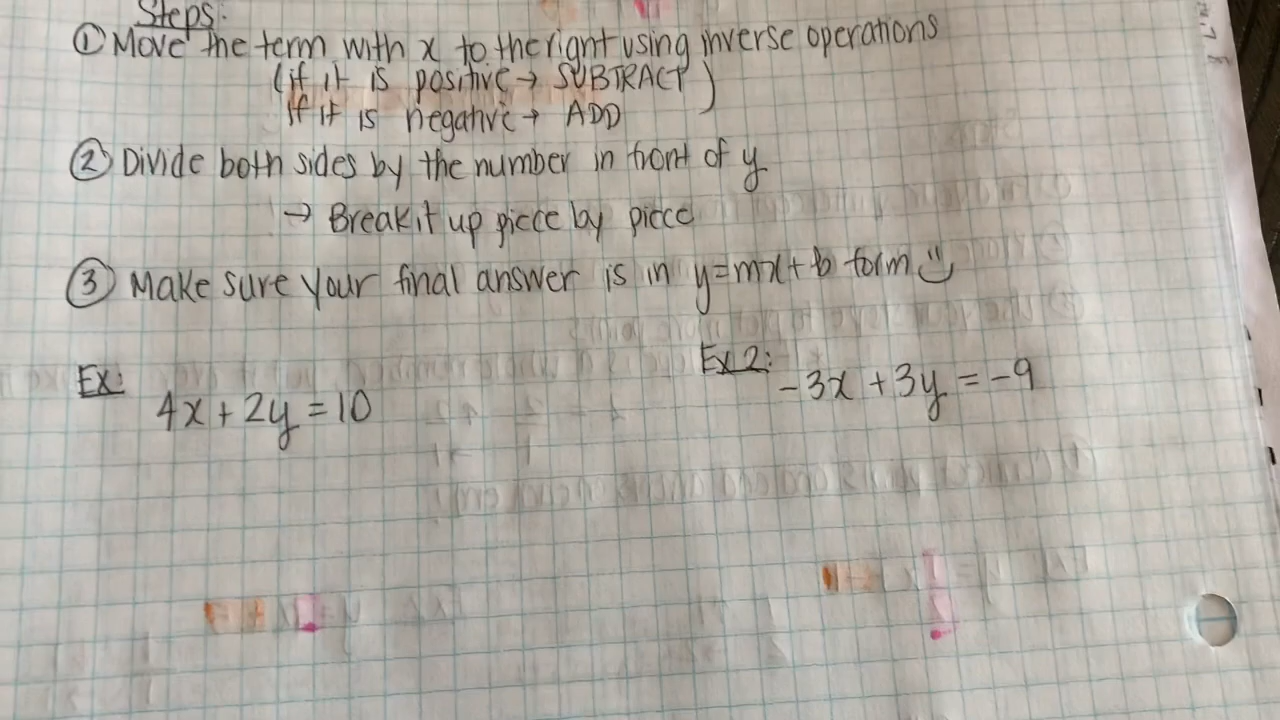 Steps:
① Move the term with x to the right using inverse operations
(if it is positive → SUBTRACT)
if it is negative → ADD
② Divide both sides by the number in front of y
→ Break it up piece by piece
③ Make sure your final answer is in y=mx+b form
Ex:
4x+2y=10
Ex 2:
-3x+3y=-9